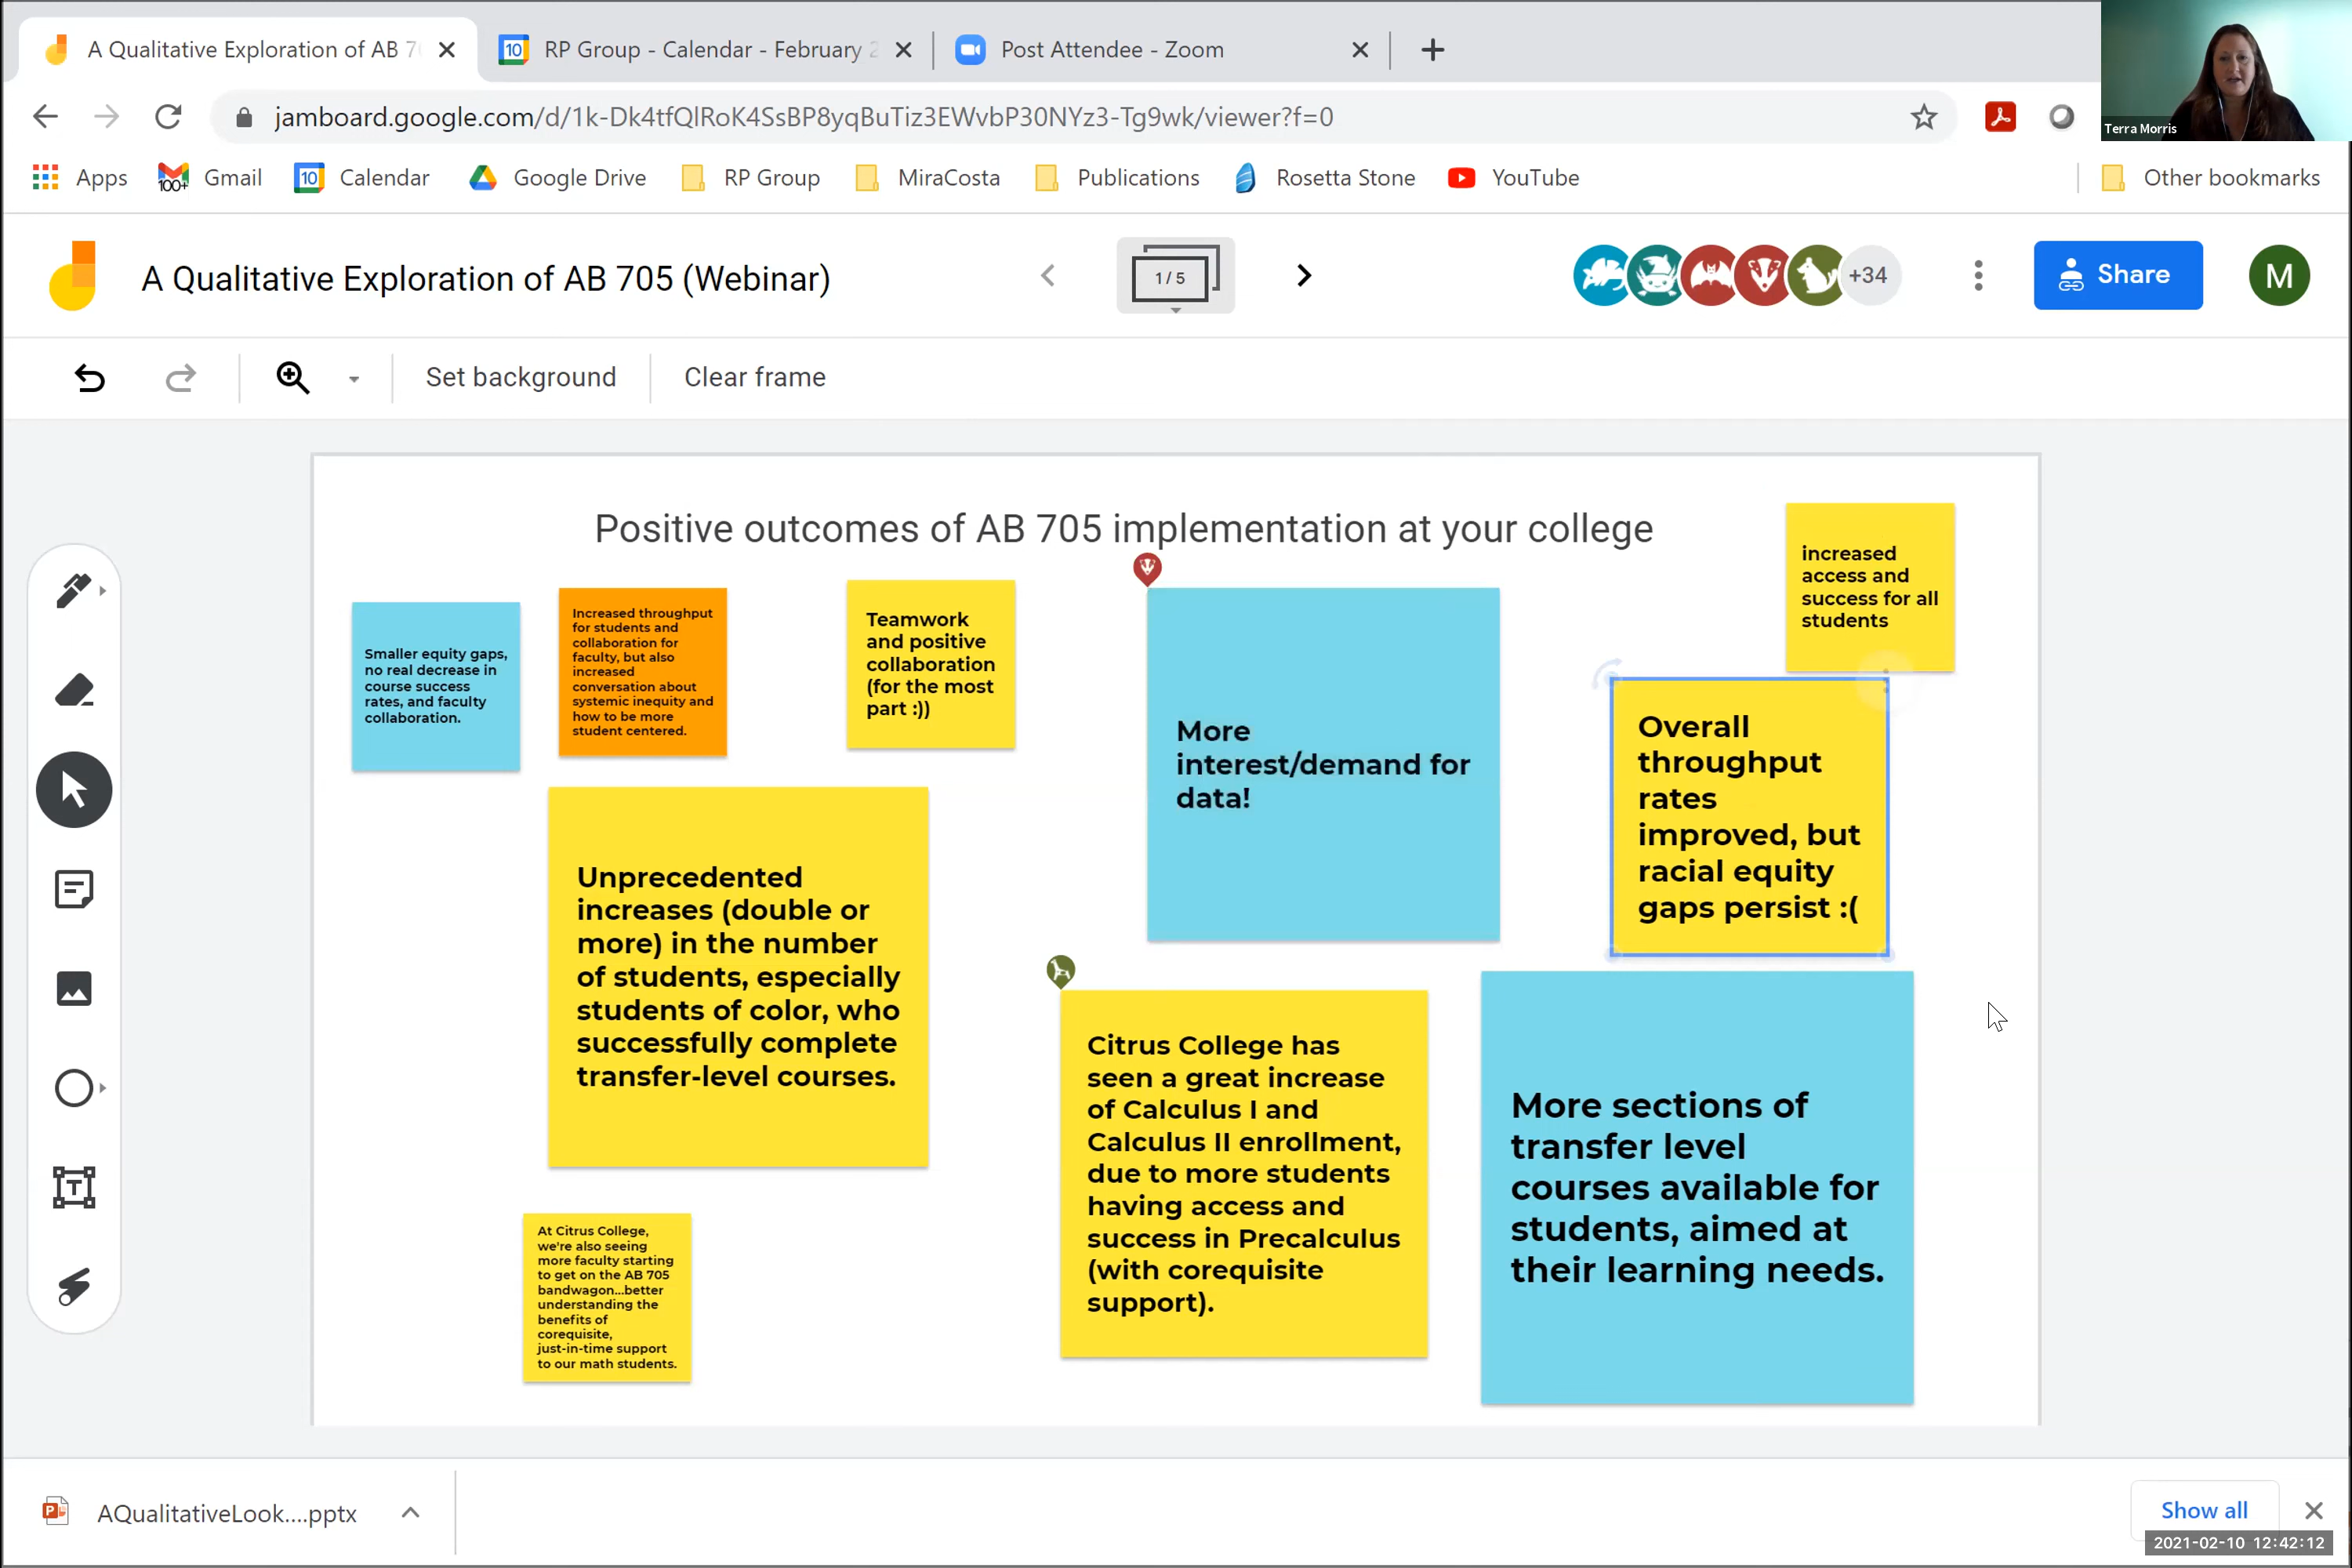 A Qualitative Exploration of AB 7
RP Group - Calendar - February 2
Post Attendee - Zoom
jamboard.google.com/d/1k-Dk4tfQlRoK4SsBP8yqBuTiz3EWvbP30NYz3-Tg9wk/viewer?f=0
Terra Morris
Apps
100+
Gmail
10
Calendar
Google Drive
RP Group
MiraCosta
Publications
Rosetta Stone
YouTube
Other bookmarks
A Qualitative Exploration of AB 705 (Webinar)
1 / 5
+34
Share
M
Set background
Clear frame
Positive outcomes of AB 705 implementation at your college
Smaller equity gaps,
no real decrease in
course success
rates, and faculty
collaboration.
Increased throughput
for students and
collaboration for
faculty, but also
increased
conversation about
systemic inequity and
how to be more
student centered.
Teamwork
and positive
collaboration
(for the most
part :))
More
interest/demand for
data!
increased
access and
success for all
students
Overall
throughput
rates
improved, but
racial equity
gaps persist :(
Unprecedented
increases (double or
more) in the number
of students, especially
students of color, who
successfully complete
transfer-level courses.
Citrus College has
seen a great increase
of Calculus I and
Calculus II enrollment,
due to more students
having access and
success in Precalculus
(with corequisite
support).
More sections of
transfer level
courses available for
students, aimed at
their learning needs.
At Citrus College,
we're also seeing
more faculty starting
to get on the AB 705
bandwagon...better
understanding the
benefits of
corequisite,
just-in-time support
to our math students.
AQualitativeLook....pptx
Show all
2021-02-10 12:42:12